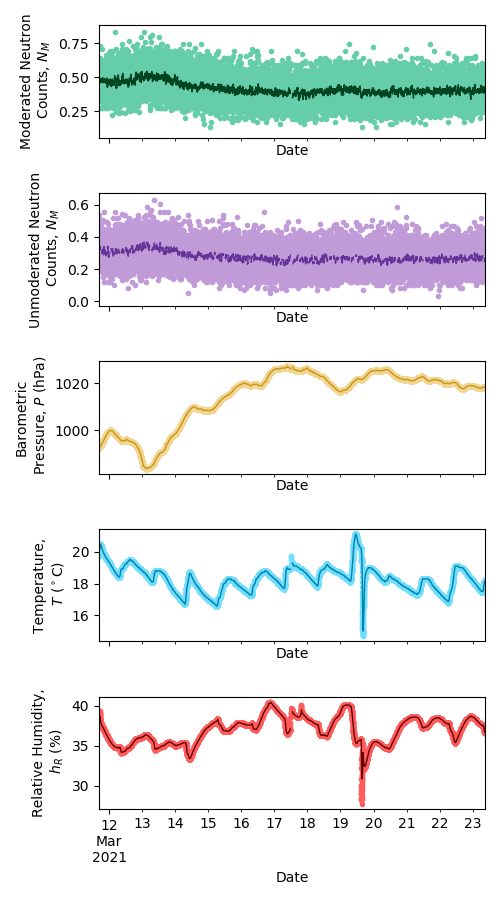 Moderated Neutron
Counts, N_M
0.75
0.50
0.25
Date
Unmoderated Neutron
Counts, N_M
0.6
0.4
0.2
0.0
Date
Barometric
Pressure, P (hPa)
1020
1000
Date
Temperature,
T (°C)
20
18
16
Date
Relative Humidity,
h_R (%)
40
35
30
12 13 14 15 16 17 18 19 20 21 22 23
Mar
2021
Date